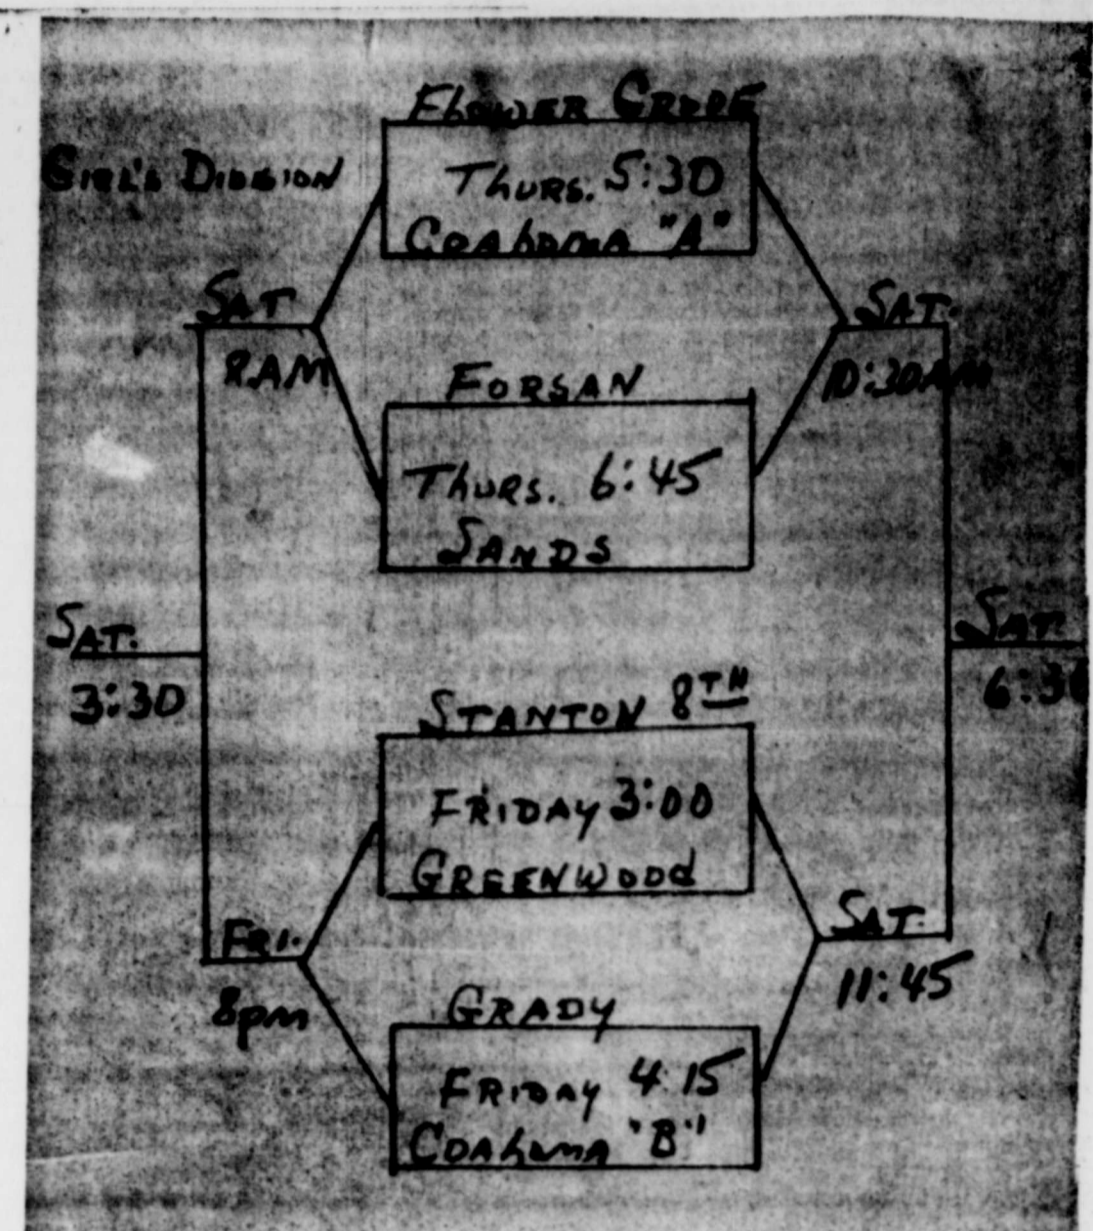 FLOWER GROVE
GIRL'S DIVISION
THURS. 5:30
COAHOMA "A"
SAT
8 AM
SAT.
10:30AM
FORSAN
THURS. 6:45
SANDS
SAT.
3:30
SAT.
6:30
STANTON 8TH
FRIDAY 3:00
GREENWOOd
FRI.
8pm
SAT.
11:45
GRADY
FRIDAY 4:15
COAHOMA "B"